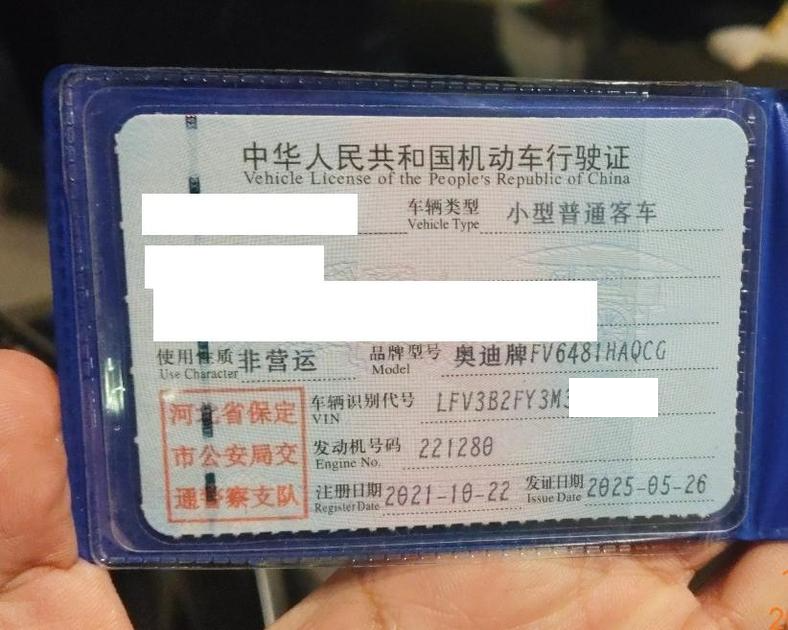 中华人民共和国机动车行驶证
Vehicle License of the People's Republic of China
车辆类型 小型普通客车
Vehicle Type
使用性质 非营运 品牌型号 奥迪牌FV6481HAQCG
Use Character Model
河北省保定
市公安局交
通警察支队
车辆识别代号 LFV3B2FY3M3
VIN
发动机号码 221280
Engine No.
注册日期 2021-10-22 发证日期 2025-05-26
Register Date Issue Date